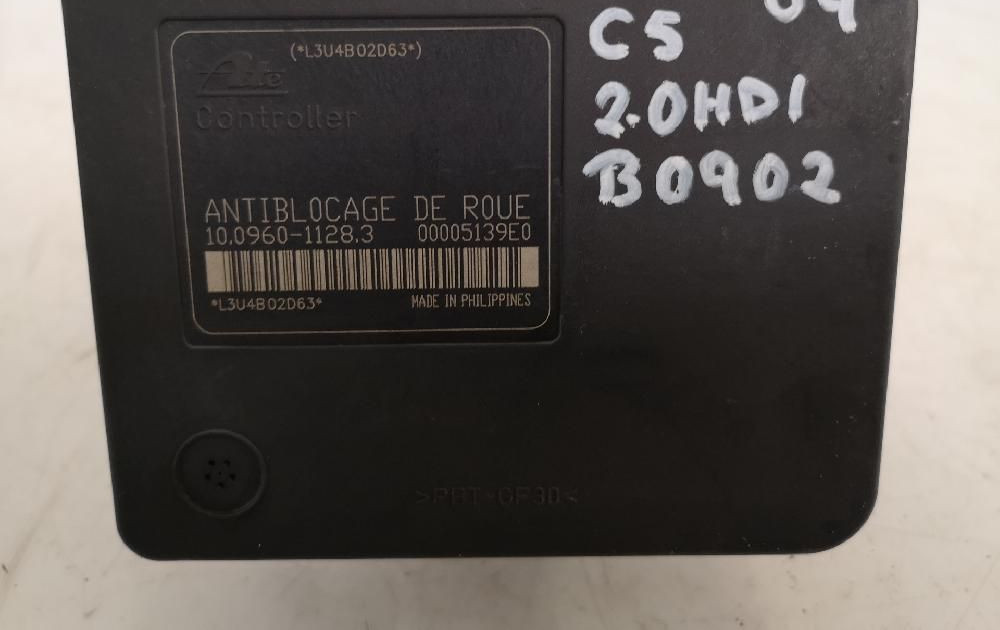 (*L3U4B02D63*)
Ate
Controller
ANTIBLOCAGE DE ROUE
10.0960-1128.3 00005139E0
*L3U4B02D63* MADE IN PHILIPPINES
>PBT-GF30<
04
C5
2.0HDI
B0902